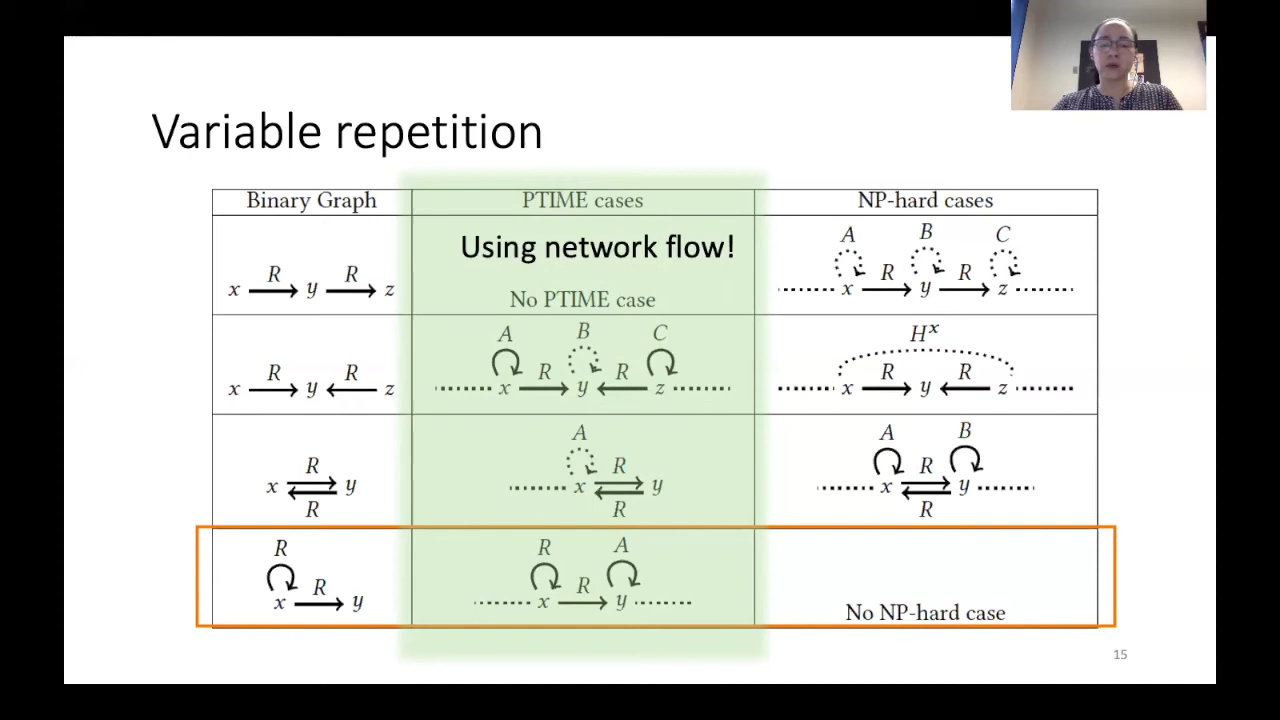 Variable repetition
Binary Graph PTIME cases NP-hard cases
Using network flow!
A B C
R R R R
x y z x y z
No PTIME case
A B C Hˣ
R R R R R R
x y z x y z x y z
A A B
R R R
x y x y x y
R R R
R R A
R R
x y x y
No NP-hard case
15